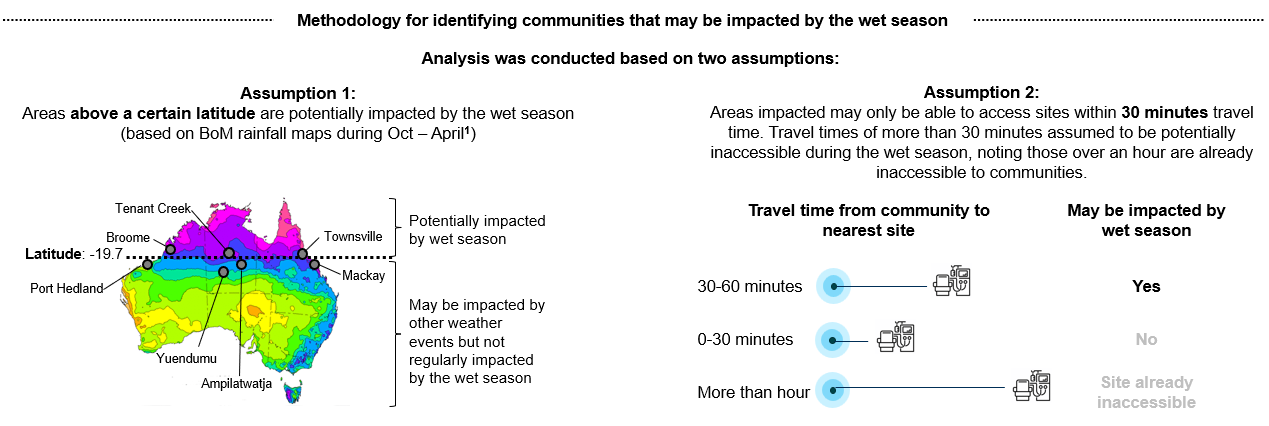 Methodology for identifying communities that may be impacted by the wet season
Analysis was conducted based on two assumptions:
Assumption 1:
Areas above a certain latitude are potentially impacted by the wet season
(based on BoM rainfall maps during Oct – April¹)
Tenant Creek
Broome
Townsville
Latitude: -19.7
Port Hedland
Mackay
Yuendumu
Ampilatwatja
Potentially impacted
by wet season
May be impacted by
other weather
events but not
regularly impacted
by the wet season
Assumption 2:
Areas impacted may only be able to access sites within 30 minutes travel
time. Travel times of more than 30 minutes assumed to be potentially
inaccessible during the wet season, noting those over an hour are already
inaccessible to communities.
Travel time from community to
nearest site
May be impacted by
wet season
30-60 minutes
Yes
0-30 minutes
No
More than hour
Site already
inaccessible